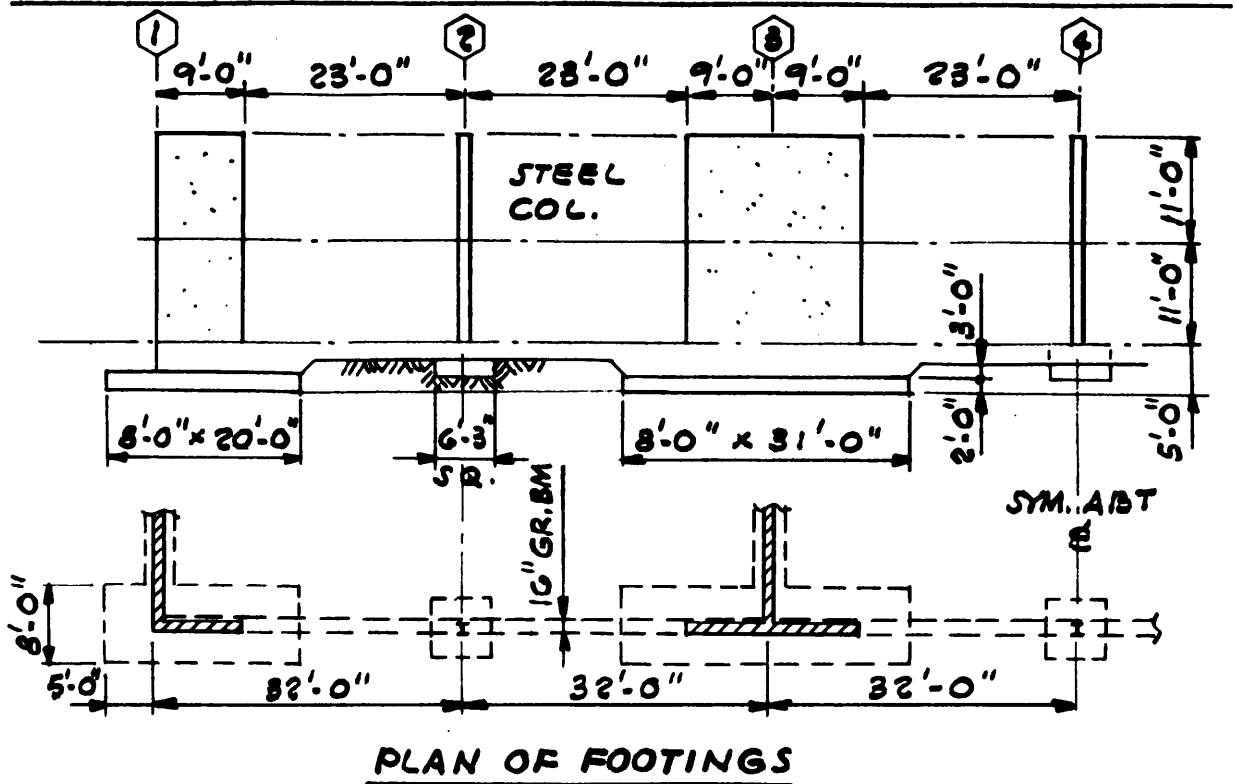 1 2 3 4
9'-0" 23'-0" 23'-0" 9'-0" 9'-0" 23'-0"
STEEL
COL.
11'-0"
11'-0"
3'-0"
2'-0"
5'-0"
8'-0" x 20'-0" 6'-3" 8'-0" x 31'-0"
SQ.
SYM. ABT
℄
16" GR. BM
8'-0"
5'-0" 32'-0" 32'-0" 32'-0"
PLAN OF FOOTINGS